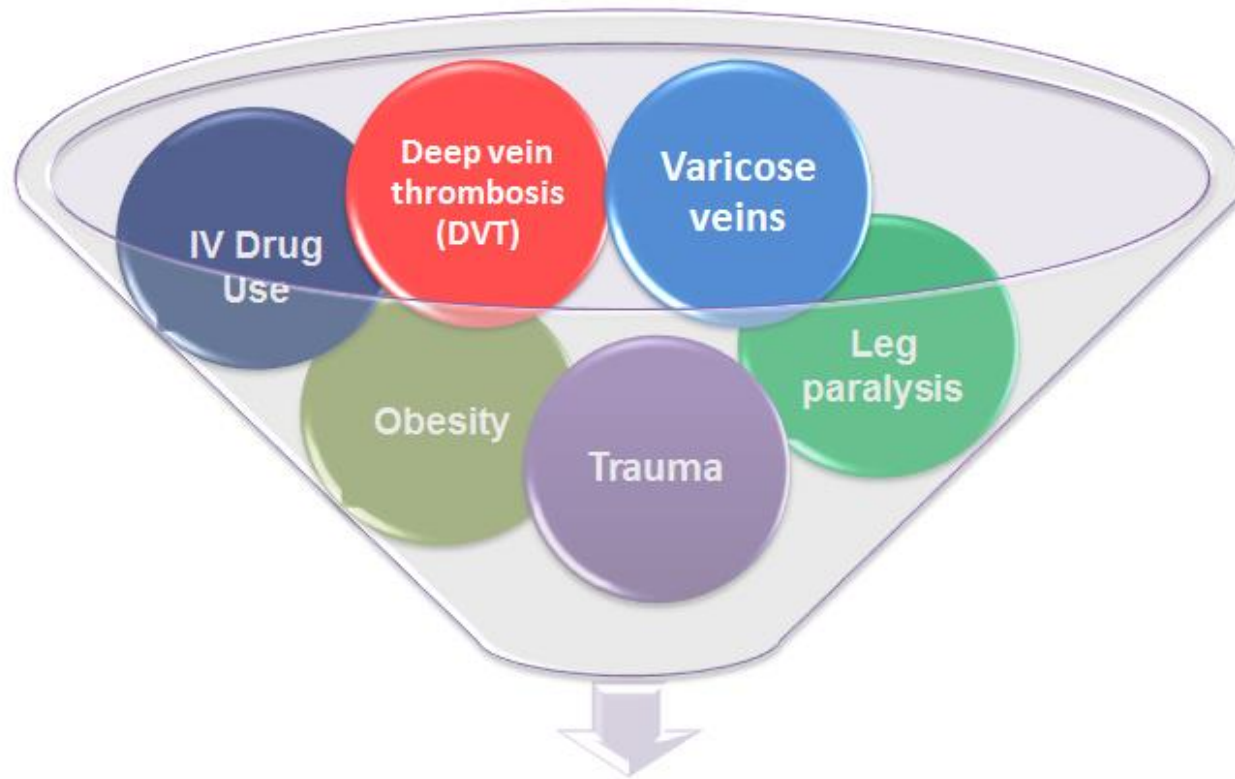 Deep vein
thrombosis
(DVT)
Varicose
veins
IV Drug
Use
Leg
paralysis
Obesity
Trauma